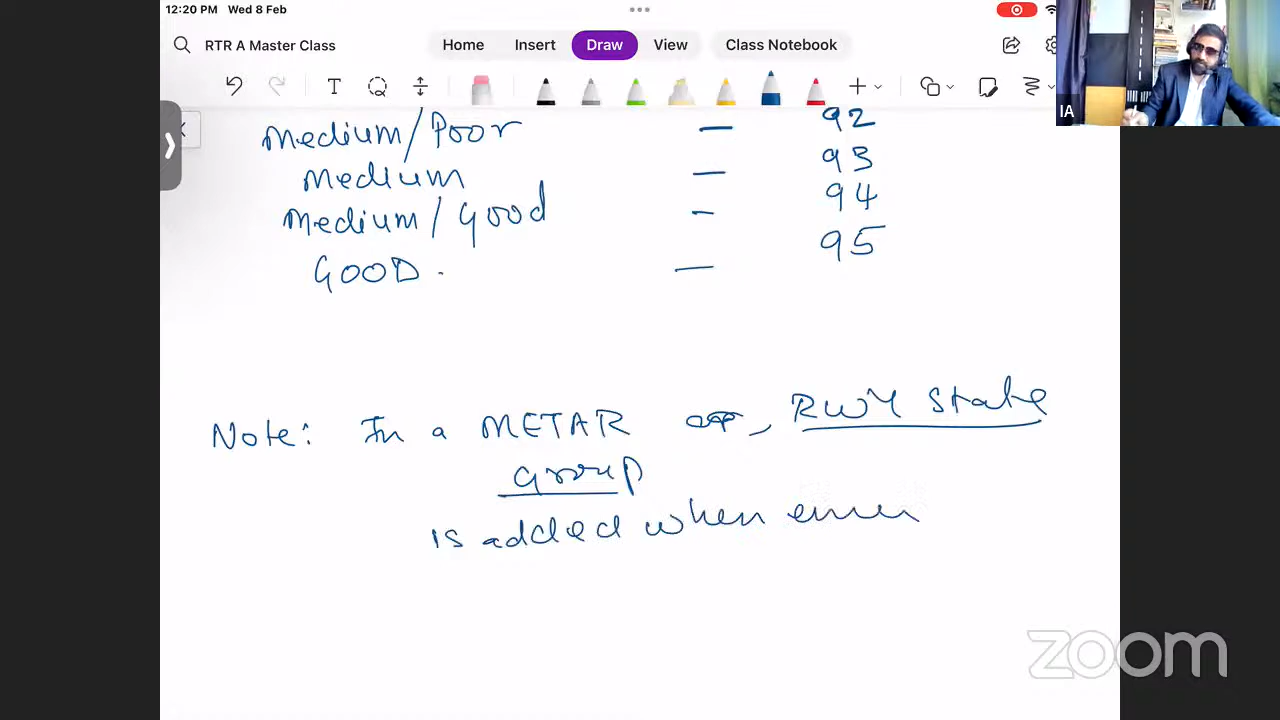 12:20 PM Wed 8 Feb
RTR A Master Class
Home Insert Draw View Class Notebook
T
IA
Medium/Poor — 92
Medium — 93
Medium/Good - 94
GOOD. — 95
Note: In a METAR , RWY State
group
is added when
zoom